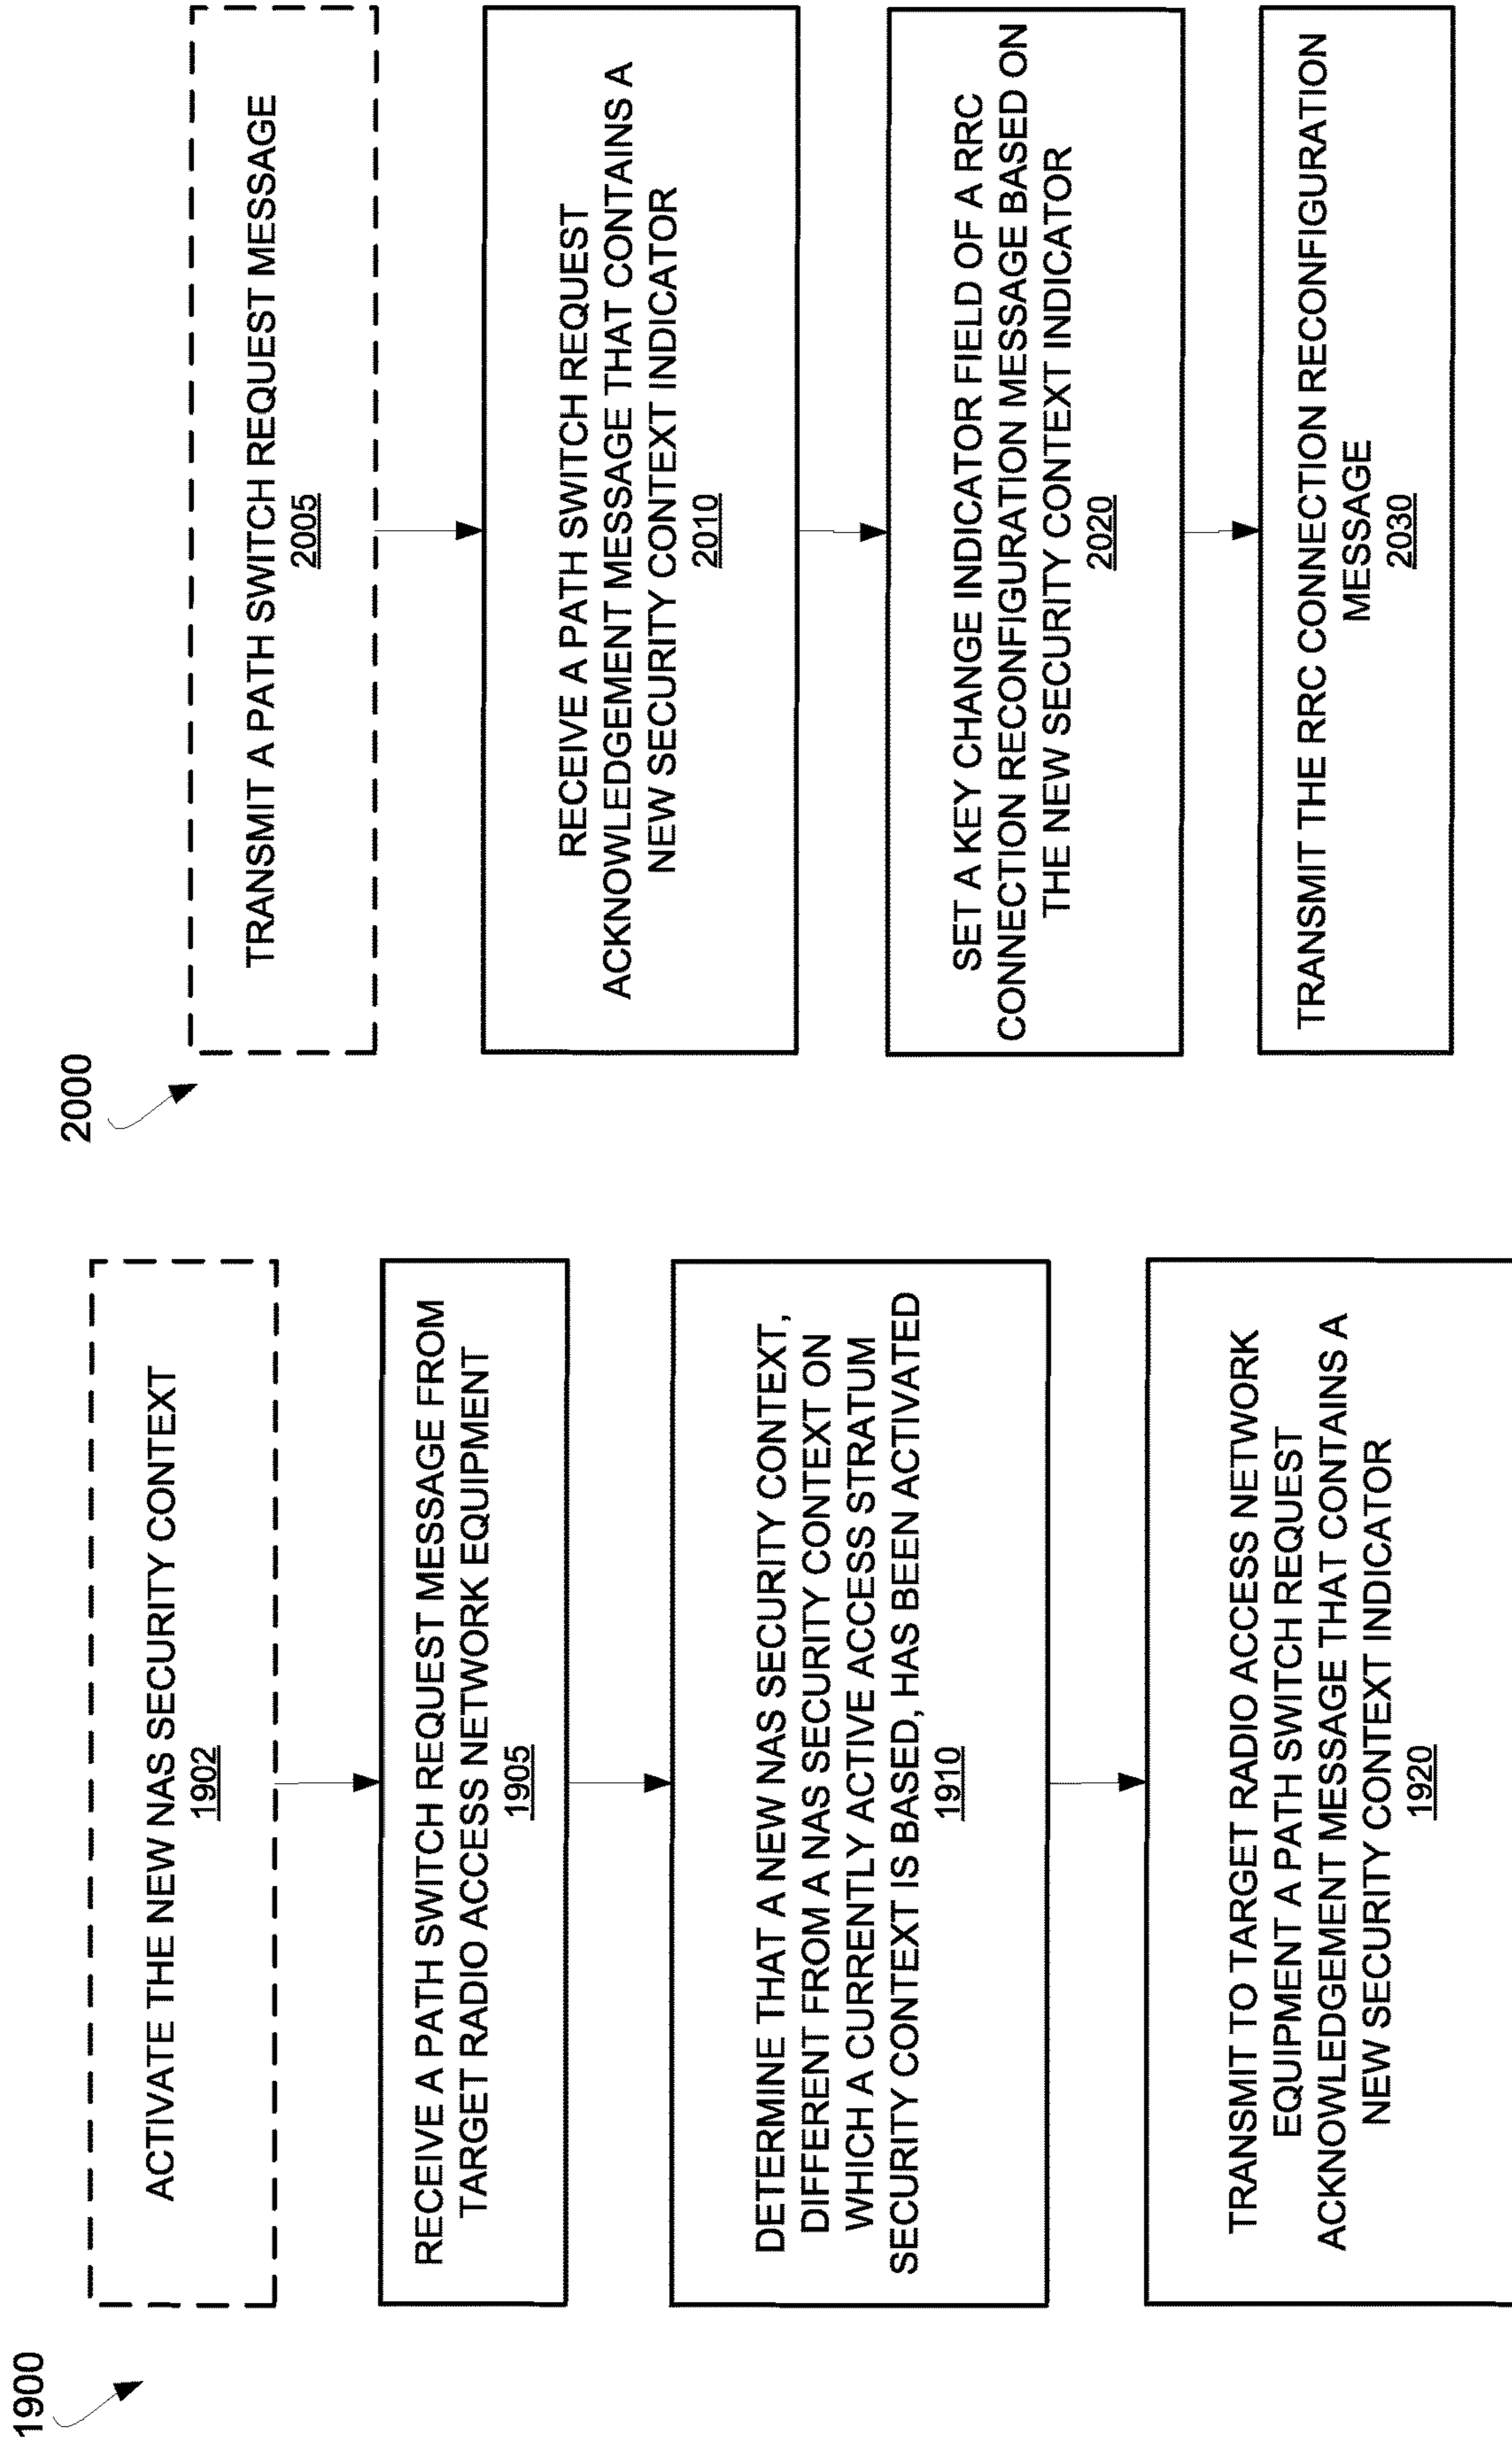 1900
ACTIVATE THE NEW NAS SECURITY CONTEXT
1902
RECEIVE A PATH SWITCH REQUEST MESSAGE FROM
TARGET RADIO ACCESS NETWORK EQUIPMENT
1905
DETERMINE THAT A NEW NAS SECURITY CONTEXT,
DIFFERENT FROM A NAS SECURITY CONTEXT ON
WHICH A CURRENTLY ACTIVE ACCESS STRATUM
SECURITY CONTEXT IS BASED, HAS BEEN ACTIVATED
1910
TRANSMIT TO TARGET RADIO ACCESS NETWORK
EQUIPMENT A PATH SWITCH REQUEST
ACKNOWLEDGEMENT MESSAGE THAT CONTAINS A
NEW SECURITY CONTEXT INDICATOR
1920
2000
TRANSMIT A PATH SWITCH REQUEST MESSAGE
2005
RECEIVE A PATH SWITCH REQUEST
ACKNOWLEDGEMENT MESSAGE THAT CONTAINS A
NEW SECURITY CONTEXT INDICATOR
2010
SET A KEY CHANGE INDICATOR FIELD OF A RRC
CONNECTION RECONFIGURATION MESSAGE BASED ON
THE NEW SECURITY CONTEXT INDICATOR
2020
TRANSMIT THE RRC CONNECTION RECONFIGURATION
MESSAGE
2030